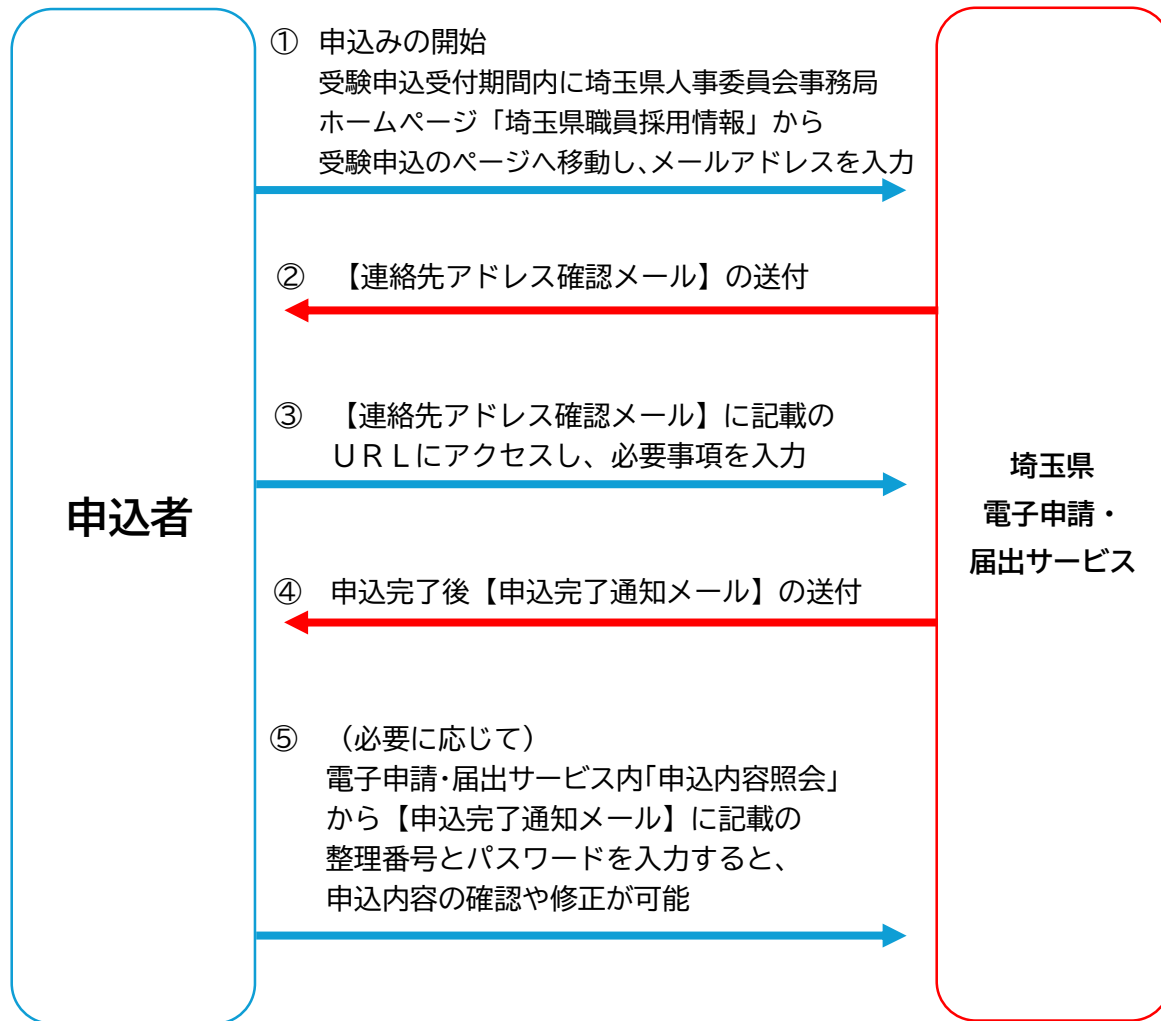 申込者
① 申込みの開始
受験申込受付期間内に埼玉県人事委員会事務局
ホームページ「埼玉県職員採用情報」から
受験申込のページへ移動し、メールアドレスを入力
② 【連絡先アドレス確認メール】の送付
③ 【連絡先アドレス確認メール】に記載の
ＵＲＬにアクセスし、必要事項を入力
④ 申込完了後【申込完了通知メール】の送付
⑤ （必要に応じて）
電子申請・届出サービス内「申込内容照会」
から【申込完了通知メール】に記載の
整理番号とパスワードを入力すると、
申込内容の確認や修正が可能
埼玉県
電子申請・
届出サービス